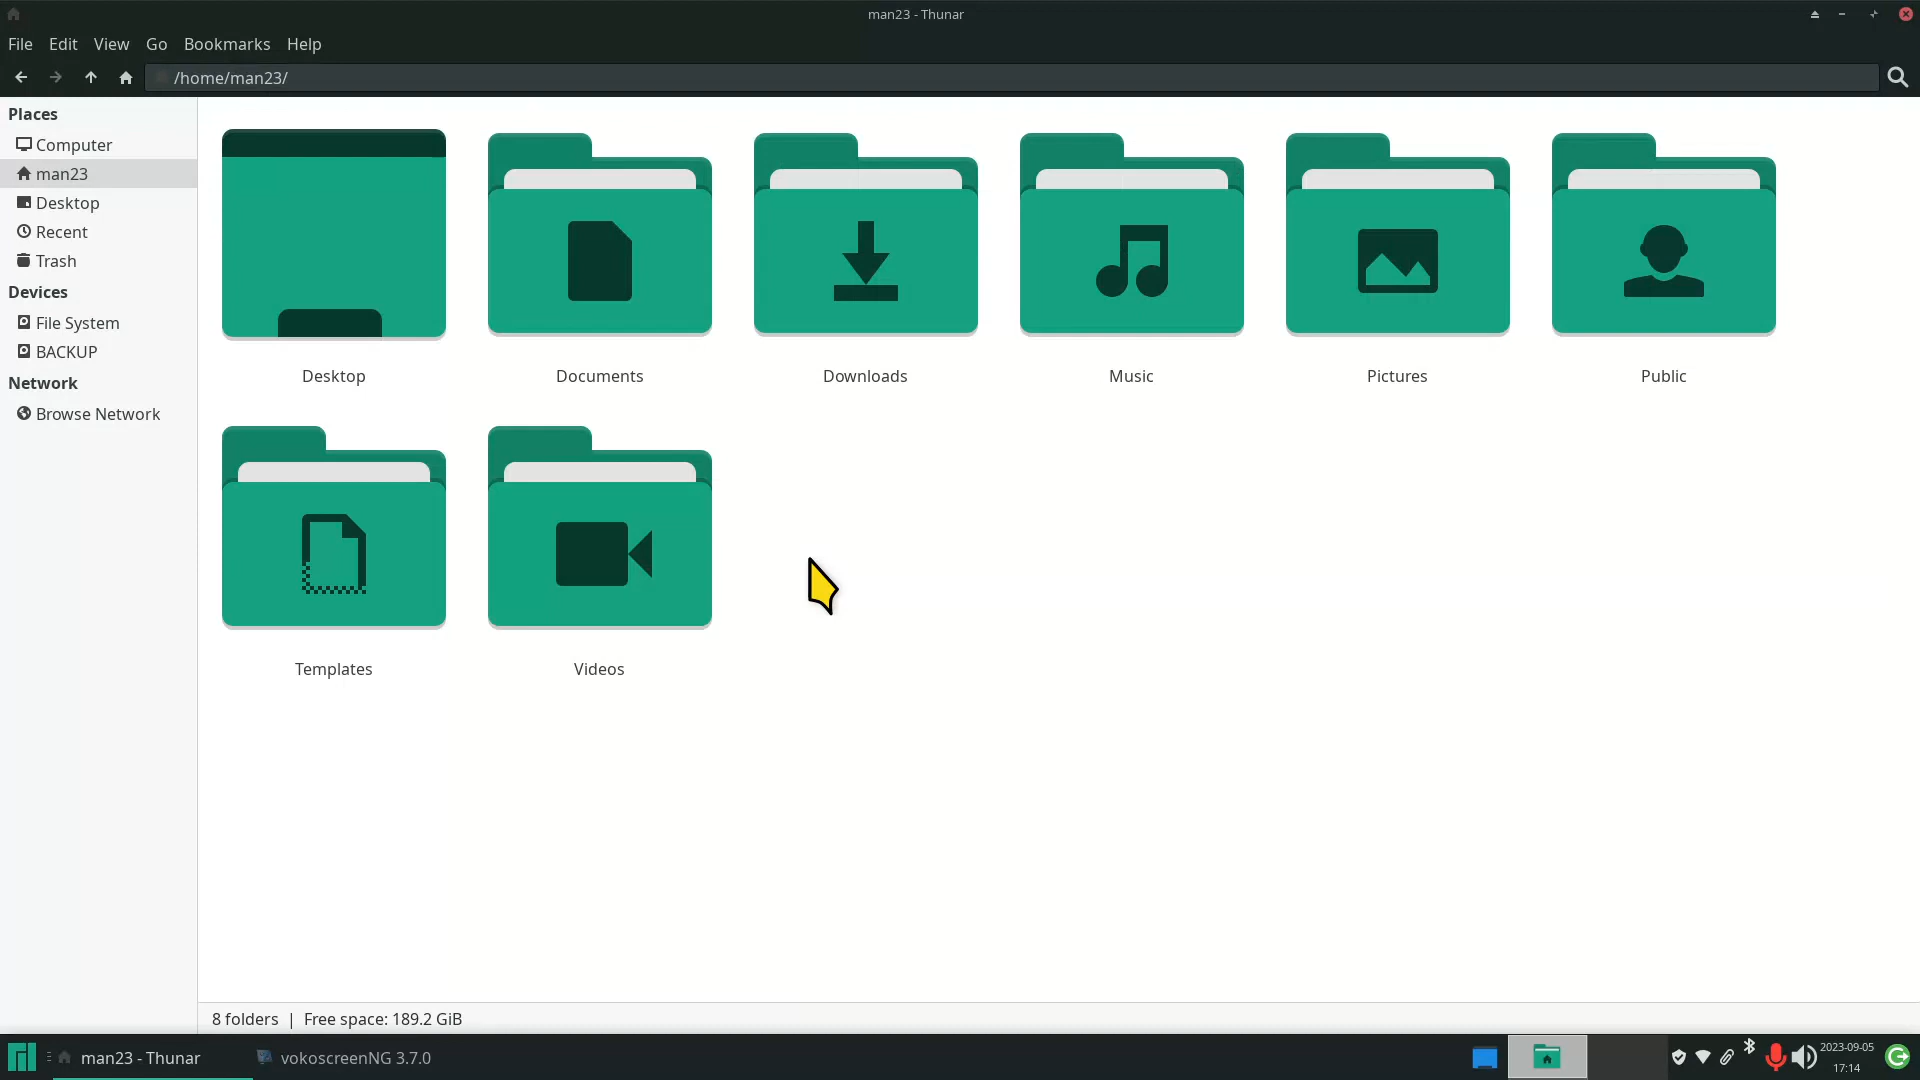 man23 - Thunar
File Edit View Go Bookmarks Help
/home/man23/
Places
Computer
man23
Desktop
Recent
Trash
Devices
File System
BACKUP
Network
Browse Network
Desktop Documents Downloads Music Pictures Public
Templates Videos
8 folders | Free space: 189.2 GiB
man23 - Thunar vokoscreenNG 3.7.0
2023-09-05
17:14